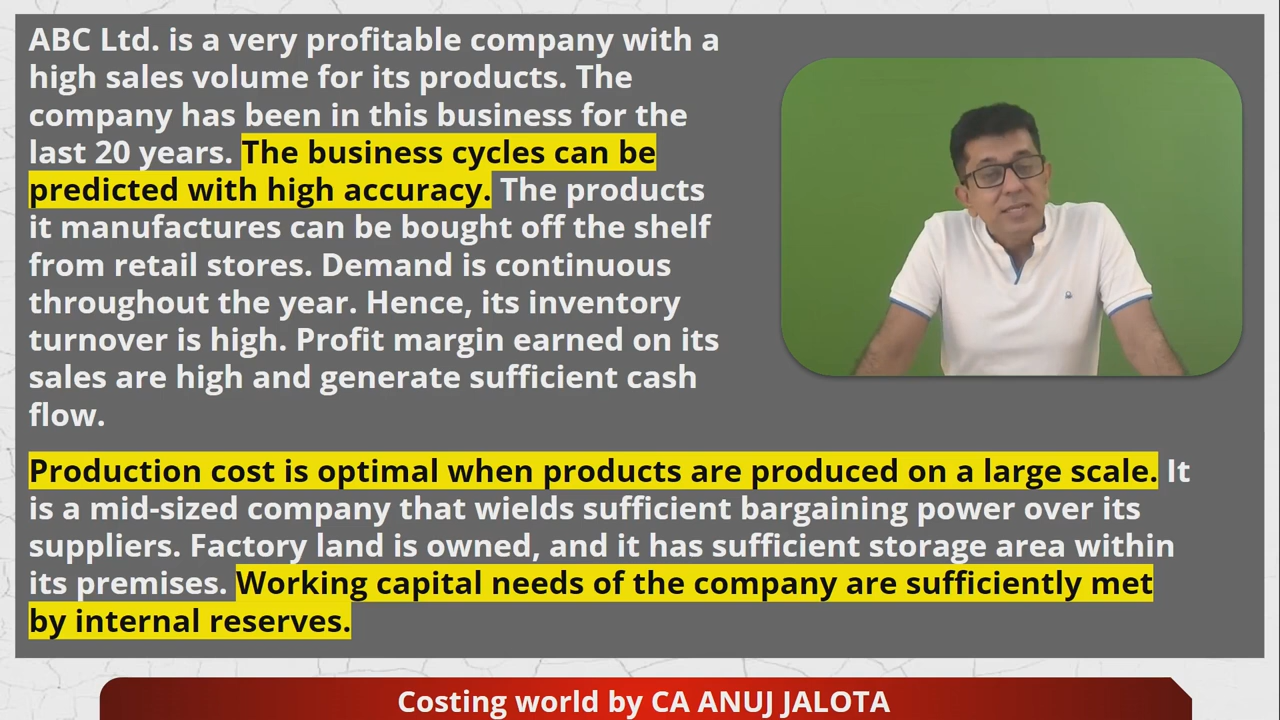 ABC Ltd. is a very profitable company with a
high sales volume for its products. The
company has been in this business for the
last 20 years. The business cycles can be
predicted with high accuracy. The products
it manufactures can be bought off the shelf
from retail stores. Demand is continuous
throughout the year. Hence, its inventory
turnover is high. Profit margin earned on its
sales are high and generate sufficient cash
flow.
Production cost is optimal when products are produced on a large scale. It
is a mid-sized company that wields sufficient bargaining power over its
suppliers. Factory land is owned, and it has sufficient storage area within
its premises. Working capital needs of the company are sufficiently met
by internal reserves.
Costing world by CA ANUJ JALOTA